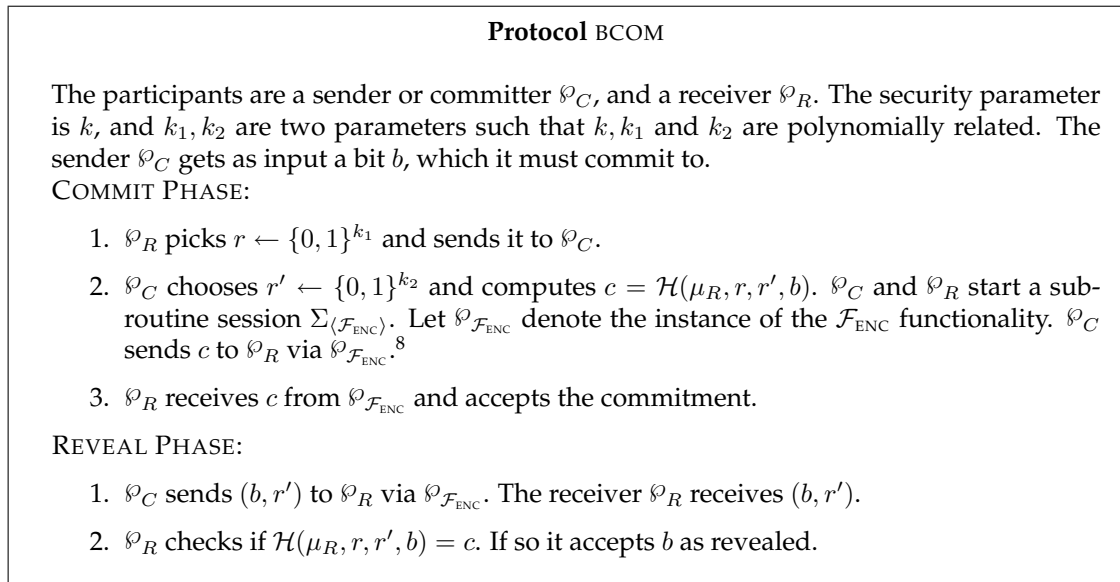 Protocol BCOM
The participants are a sender or committer ℘_C, and a receiver ℘_R. The security parameter
is k, and k_1, k_2 are two parameters such that k, k_1 and k_2 are polynomially related. The
sender ℘_C gets as input a bit b, which it must commit to.
COMMIT PHASE:
1. ℘_R picks r ← {0, 1}^{k_1} and sends it to ℘_C.
2. ℘_C chooses r′ ← {0, 1}^{k_2} and computes c = H(μ_R, r, r′, b). ℘_C and ℘_R start a sub-
routine session Σ_{⟨F_ENC⟩}. Let ℘_{F_ENC} denote the instance of the F_ENC functionality. ℘_C
sends c to ℘_R via ℘_{F_ENC}.^8
3. ℘_R receives c from ℘_{F_ENC} and accepts the commitment.
REVEAL PHASE:
1. ℘_C sends (b, r′) to ℘_R via ℘_{F_ENC}. The receiver ℘_R receives (b, r′).
2. ℘_R checks if H(μ_R, r, r′, b) = c. If so it accepts b as revealed.